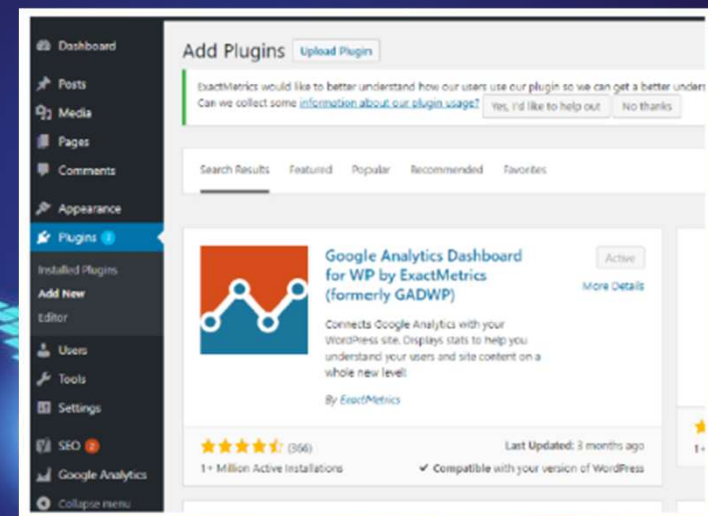 Dashboard
Posts
Media
Pages
Comments
Appearance
Plugins
Installed Plugins
Add New
Editor
Users
Tools
Settings
SEO 2
Google Analytics
Collapse menu
Add Plugins Upload Plugin
ExactMetrics would like to better understand how our users use our plugin so we can get a better unders
Can we collect some information about our plugin usage? Yes, I'd like to help out No thanks
Search Results Featured Popular Recommended Favorites
Google Analytics Dashboard
for WP by ExactMetrics
(formerly GADWP)
Active
More Details
Connects Google Analytics with your
WordPress site. Displays stats to help you
understand your users and site content on a
whole new level!
By ExactMetrics
(366)
1+ Million Active Installations
Last Updated: 3 months ago
✔ Compatible with your version of WordPress
1+